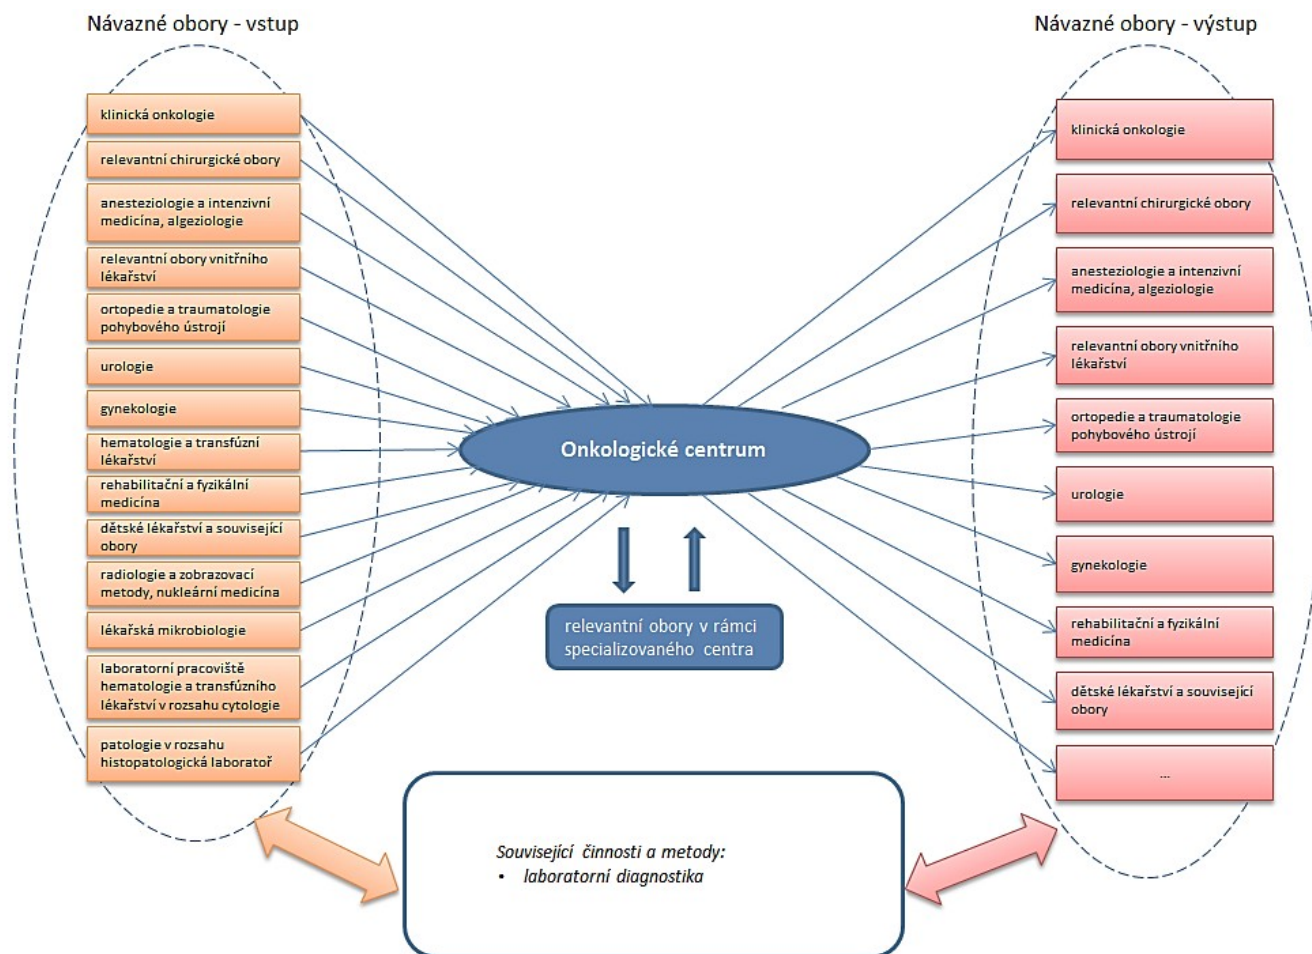 Návazné obory - vstup
klinická onkologie
relevantní chirurgické obory
anesteziologie a intenzivní
medicína, algeziologie
relevantní obory vnitřního
lékařství
ortopedie a traumatologie
pohybového ústrojí
urologie
gynekologie
hematologie a transfúzní
lékařství
rehabilitační a fyzikální
medicína
dětské lékařství a související
obory
radiologie a zobrazovací
metody, nukleární medicína
lékařská mikrobiologie
laboratorní pracoviště
hematologie a transfúzního
lékařství v rozsahu cytologie
patologie v rozsahu
histopatologická laboratoř
Onkologické centrum
relevantní obory v rámci
specializovaného centra
Související činnosti a metody:
• laboratorní diagnostika
Návazné obory - výstup
klinická onkologie
relevantní chirurgické obory
anesteziologie a intenzivní
medicína, algeziologie
relevantní obory vnitřního
lékařství
ortopedie a traumatologie
pohybového ústrojí
urologie
gynekologie
rehabilitační a fyzikální
medicína
dětské lékařství a související
obory
...